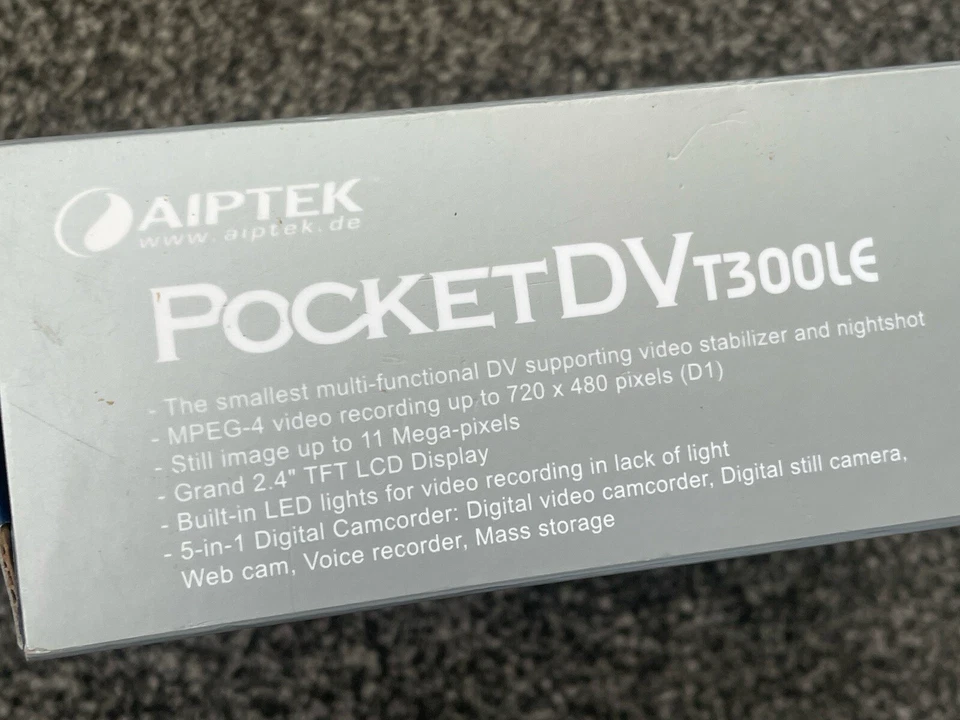 AIPTEK
www.aiptek.de
POCKETDV T300LE
- The smallest multi-functional DV supporting video stabilizer and nightshot
- MPEG-4 video recording up to 720 x 480 pixels (D1)
- Still image up to 11 Mega-pixels
- Grand 2.4" TFT LCD Display
- Built-in LED lights for video recording in lack of light
- 5-in-1 Digital Camcorder: Digital video camcorder, Digital still camera,
Web cam, Voice recorder, Mass storage